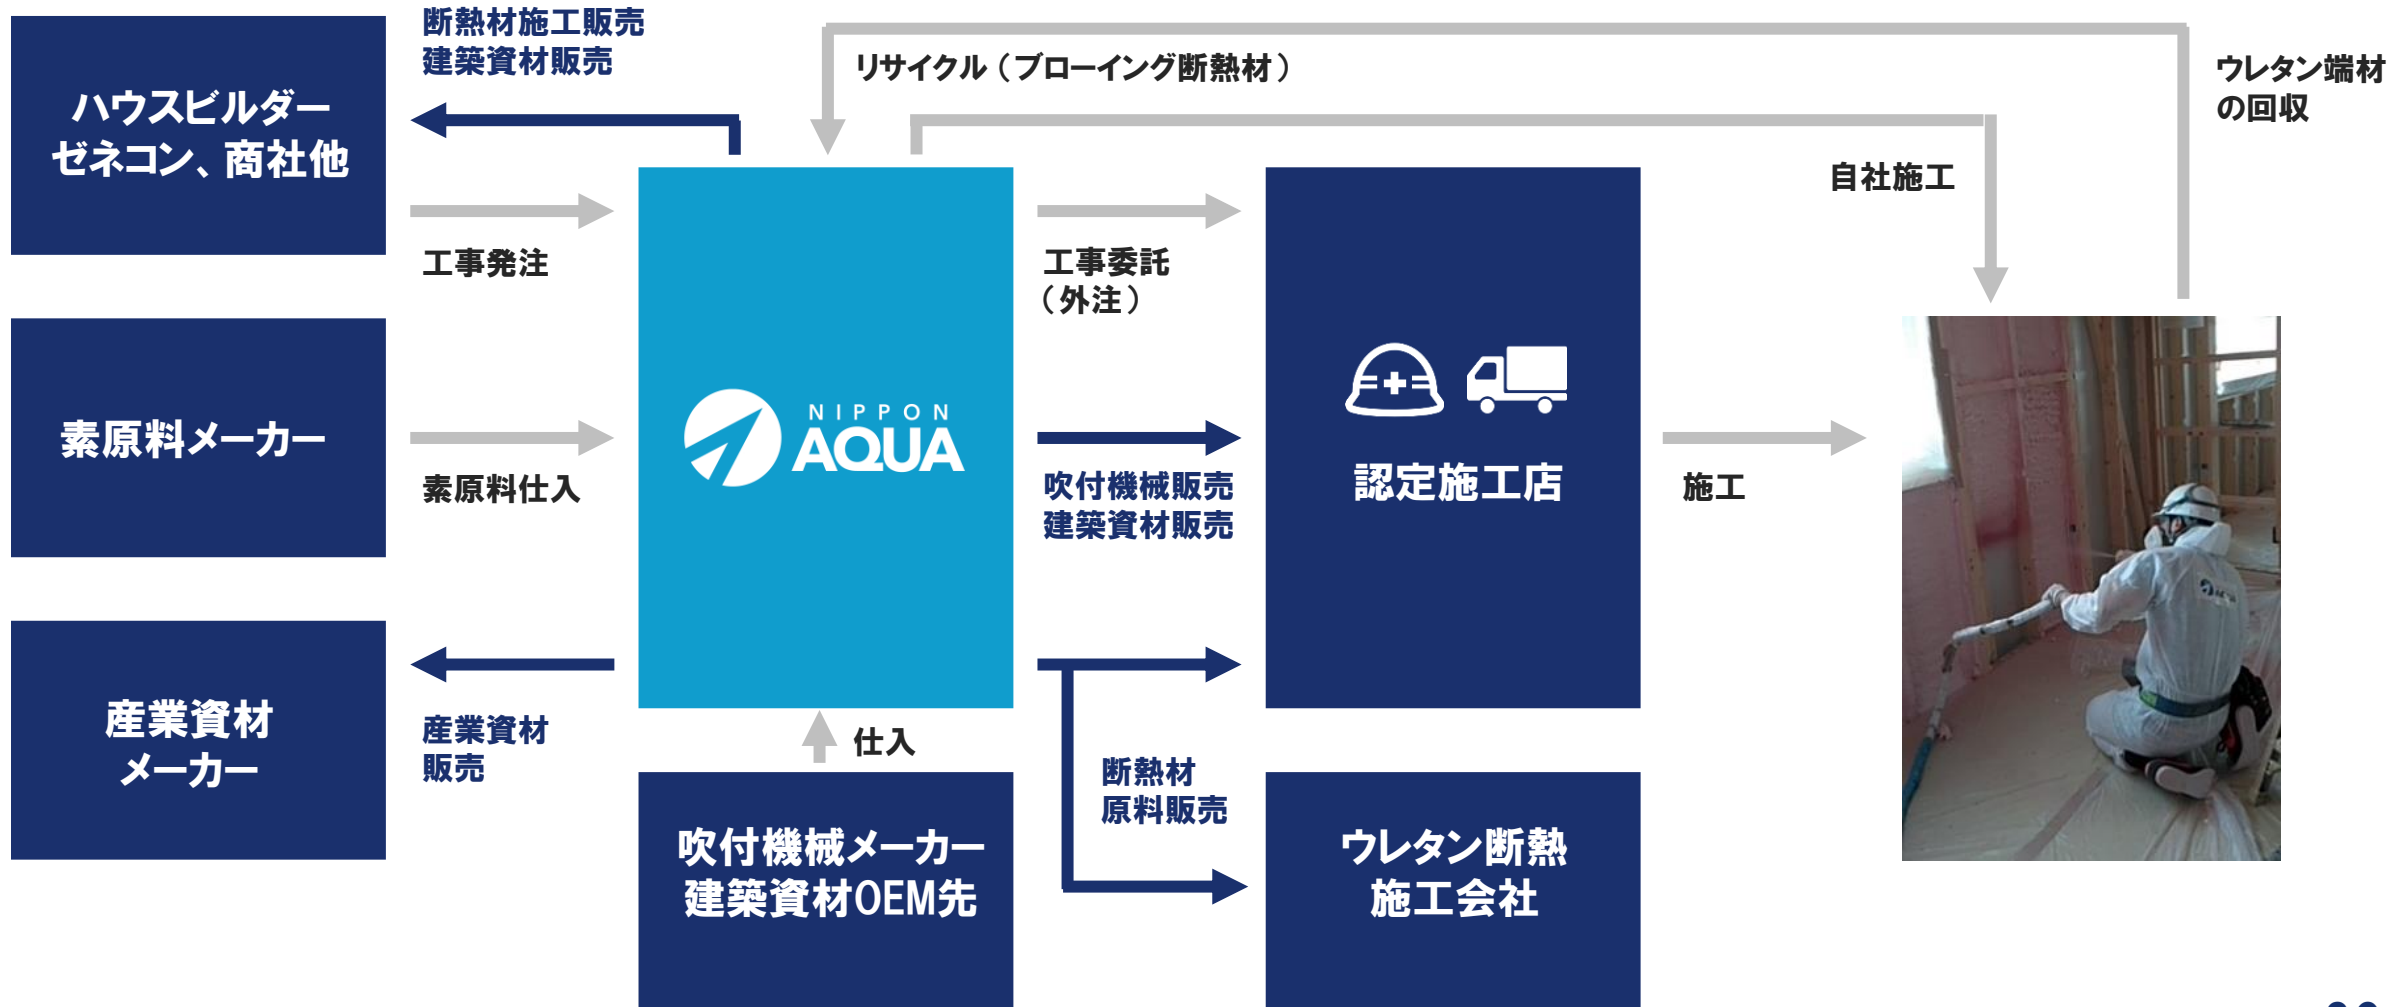 断熱材施工販売
建築資材販売
ハウスビルダー
ゼネコン、商社他
工事発注
素原料メーカー
素原料仕入
産業資材
メーカー
産業資材
販売
リサイクル（ブローイング断熱材）
NIPPON
AQUA
仕入
吹付機械メーカー
建築資材OEM先
工事委託
（外注）
吹付機械販売
建築資材販売
断熱材
原料販売
認定施工店
ウレタン断熱
施工会社
自社施工
施工
ウレタン端材
の回収